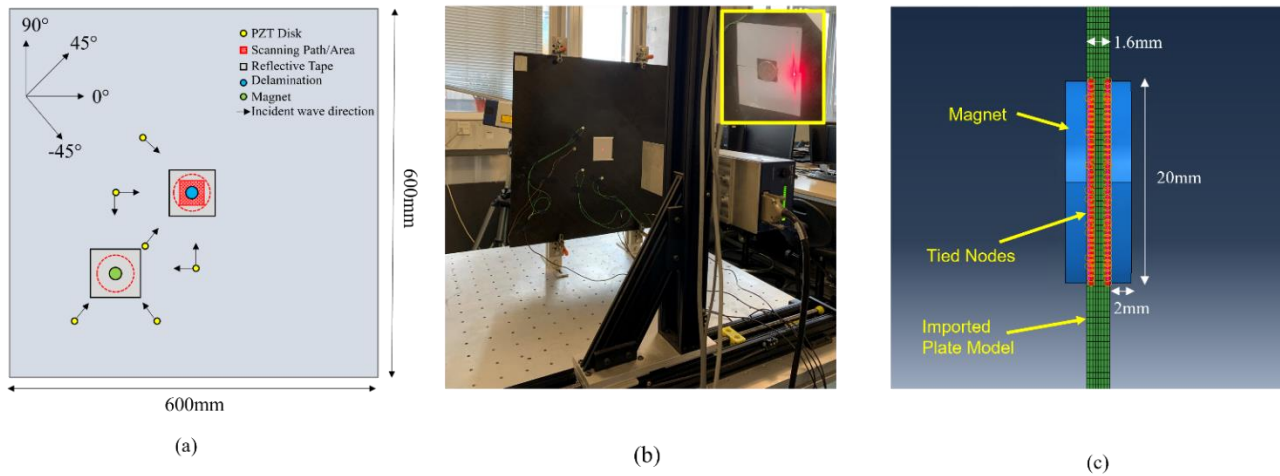 90°
45°
0°
-45°
PZT Disk
Scanning Path/Area
Reflective Tape
Delamination
Magnet
Incident wave direction
600mm
600mm
(a)
(b)
1.6mm
Magnet
20mm
Tied Nodes
2mm
Imported
Plate Model
(c)